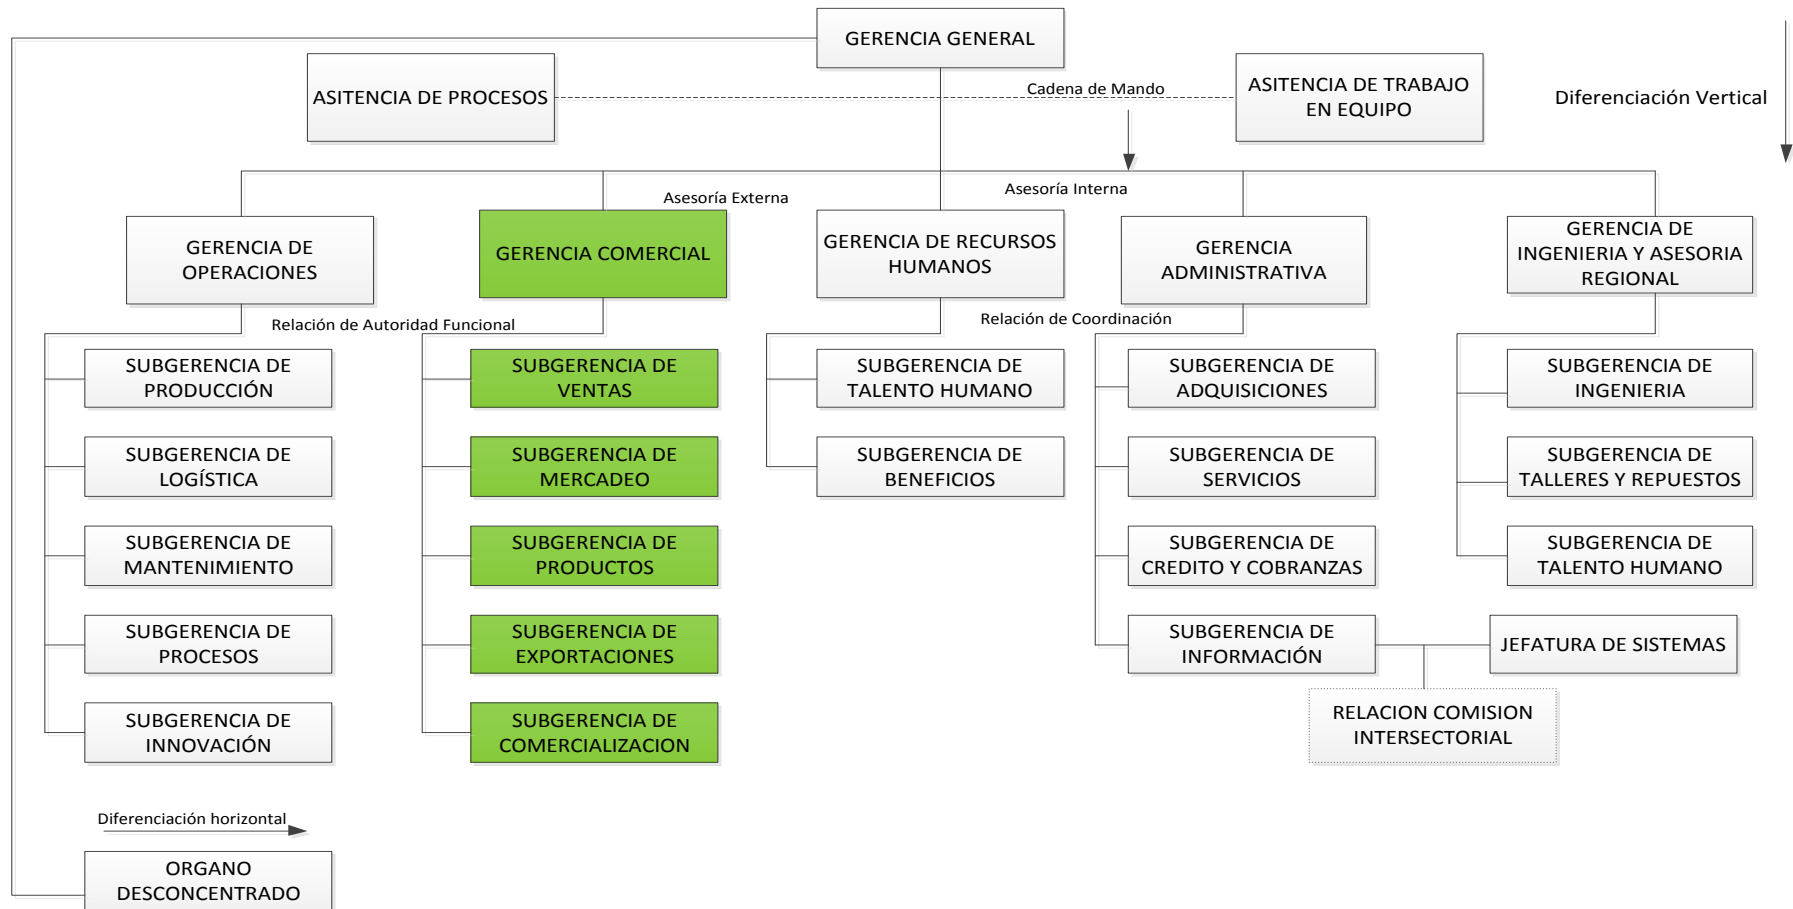 GERENCIA GENERAL
ASITENCIA DE PROCESOS
Cadena de Mando
ASITENCIA DE TRABAJO
EN EQUIPO
Diferenciación Vertical
Asesoría Externa
Asesoría Interna
GERENCIA DE
OPERACIONES
GERENCIA COMERCIAL
GERENCIA DE RECURSOS
HUMANOS
GERENCIA
ADMINISTRATIVA
GERENCIA DE
INGENIERIA Y ASESORIA
REGIONAL
Relación de Autoridad Funcional
Relación de Coordinación
SUBGERENCIA DE
PRODUCCIÓN
SUBGERENCIA DE
LOGÍSTICA
SUBGERENCIA DE
MANTENIMIENTO
SUBGERENCIA DE
PROCESOS
SUBGERENCIA DE
INNOVACIÓN
SUBGERENCIA DE
VENTAS
SUBGERENCIA DE
MERCADEO
SUBGERENCIA DE
PRODUCTOS
SUBGERENCIA DE
EXPORTACIONES
SUBGERENCIA DE
COMERCIALIZACION
SUBGERENCIA DE
TALENTO HUMANO
SUBGERENCIA DE
BENEFICIOS
SUBGERENCIA DE
ADQUISICIONES
SUBGERENCIA DE
SERVICIOS
SUBGERENCIA DE
CREDITO Y COBRANZAS
SUBGERENCIA DE
INFORMACIÓN
SUBGERENCIA DE
INGENIERIA
SUBGERENCIA DE
TALLERES Y REPUESTOS
SUBGERENCIA DE
TALENTO HUMANO
JEFATURA DE SISTEMAS
RELACION COMISION
INTERSECTORIAL
Diferenciación horizontal
ORGANO
DESCONCENTRADO